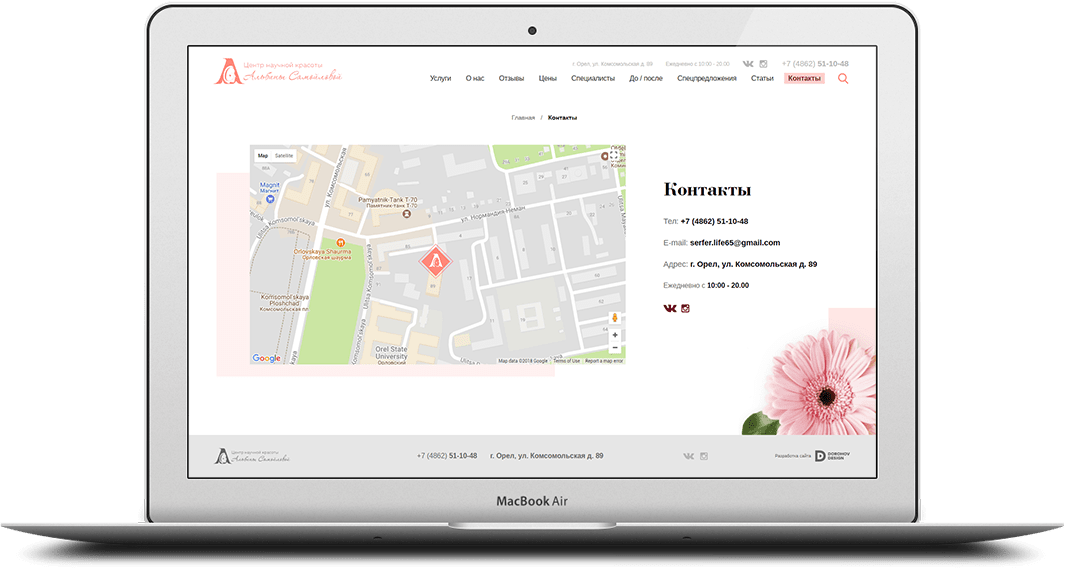 Центр научной красоты
Альбины Самойловой
г. Орел, ул. Комсомольская д. 89
Ежедневно с 10:00 - 20.00
+7 (4862) 51-10-48
Услуги
О нас
Отзывы
Цены
Специалисты
До / после
Спецпредложения
Статьи
Контакты
Главная / Контакты
Map
Satellite
Magnit
Магнит
ул. Комсомольская
Pamyatnik-Tank T-70
Памятник-танк Т-70
ул. Нормандия-Неман
Ulitsa Komsomol'skaya
Orlovskaya Shaurma
Орловская шаурма
Komsomol'skaya
Ploshchad
Комсомольская пл.
Ulitsa Komsomol'skaya
Orel State
University
Орловский
Google
Map data ©2018 Google
Terms of Use
Report a map error
Контакты
Тел: +7 (4862) 51-10-48
E-mail: serfer.life65@gmail.com
Адрес: г. Орел, ул. Комсомольская д. 89
Ежедневно с 10:00 - 20.00
Центр научной красоты
Альбины Самойловой
+7 (4862) 51-10-48
г. Орел, ул. Комсомольская д. 89
Разработка сайта
DOROHOV
DESIGN
MacBook Air